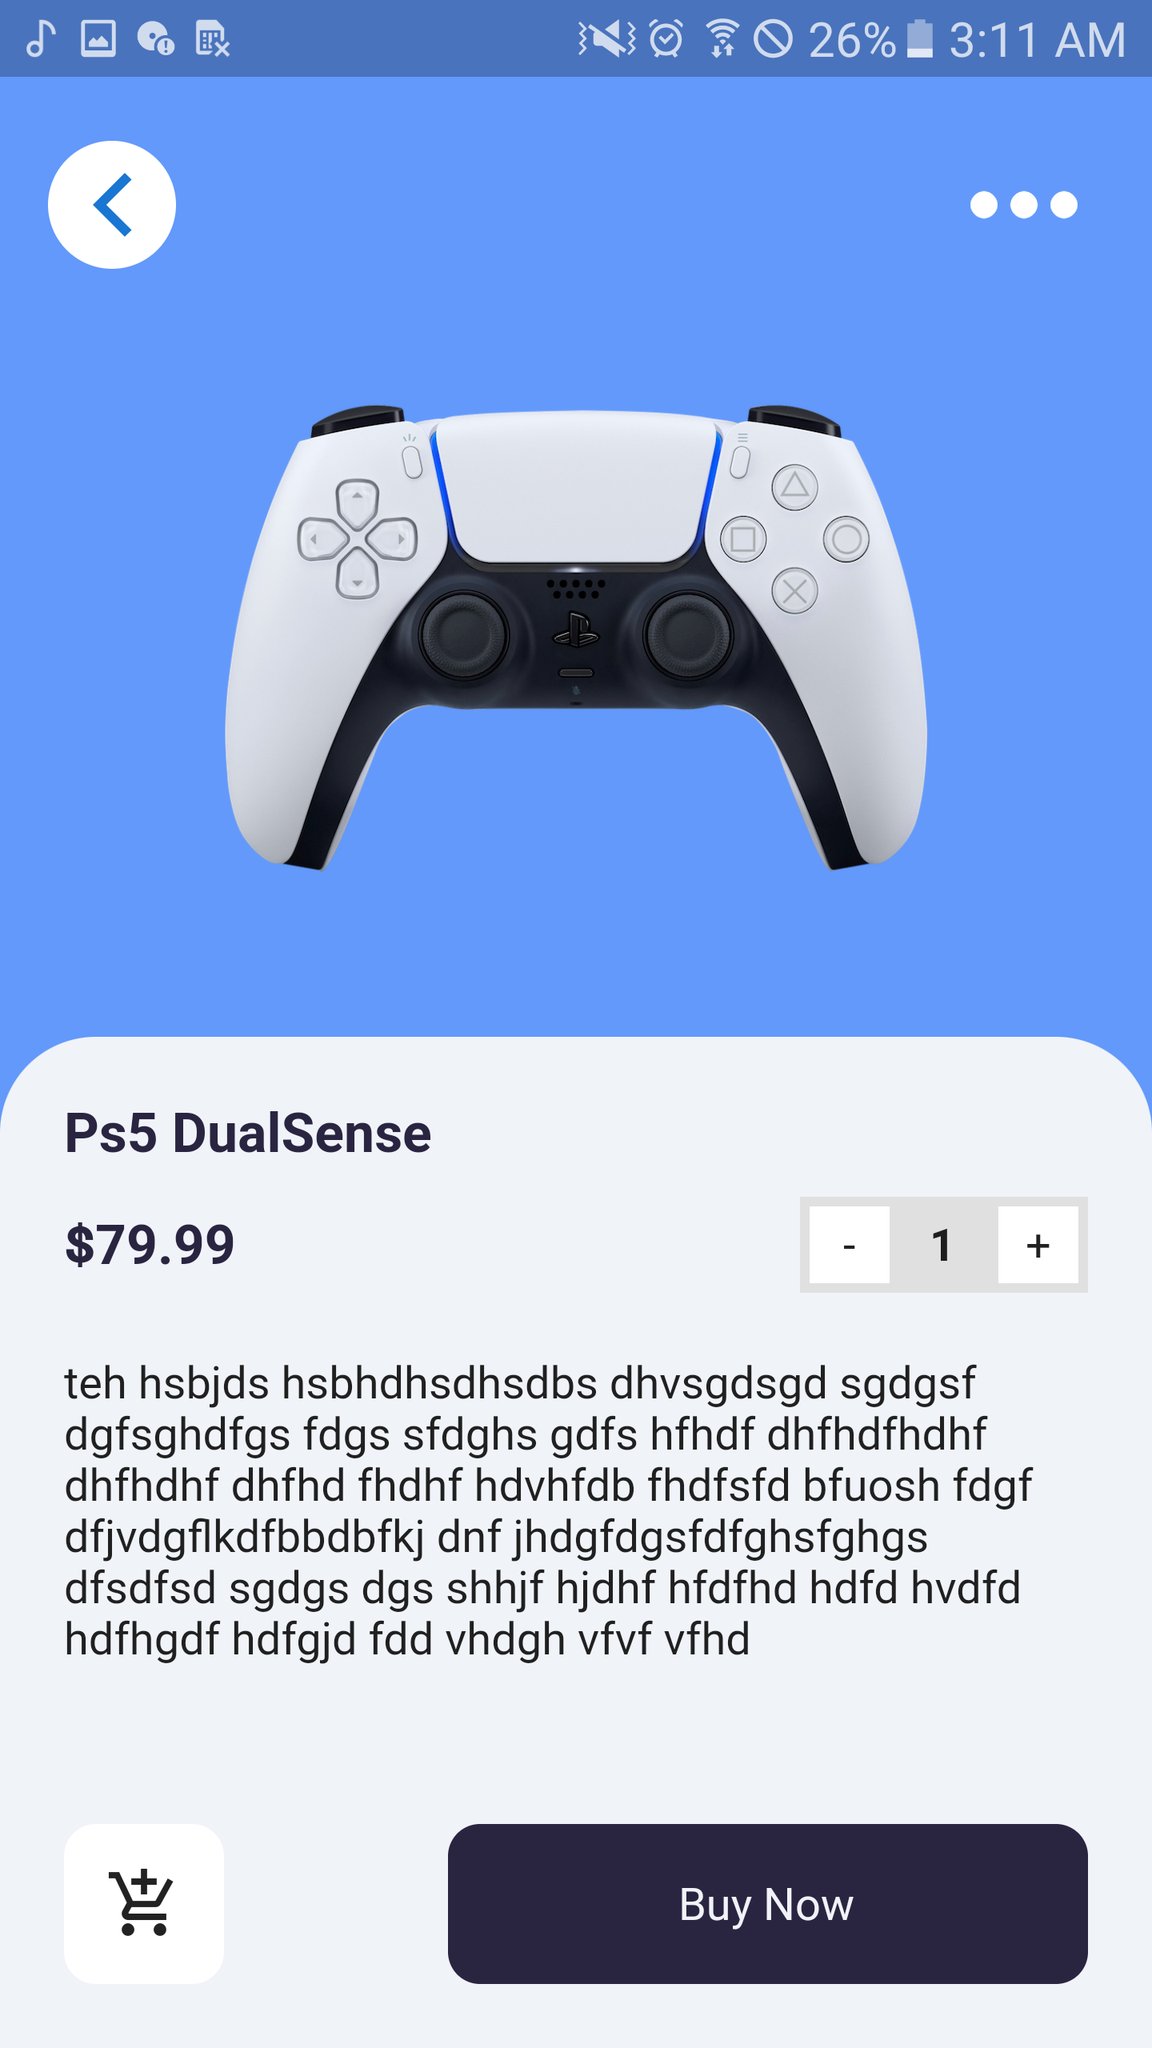 26% 3:11 AM
Ps5 DualSense
$79.99
- 1 +
teh hsbjds hsbhdhsdhsdbs dhvsgdsgd sgdgsf
dgfsghdfgs fdgs sfdghs gdfs hfhdf dhfhdfhdhf
dhfhdhf dhfhd fhdhf hdvhfdb fhdfsfd bfuosh fdgf
dfjvdgflkdfbbdbfkj dnf jhdgfdgsfdfghsfghgs
dfsdfsd sgdgs dgs shhjf hjdhf hfdfhd hdfd hvdfd
hdfhgdf hdfgjd fdd vhdgh vfvf vfhd
Buy Now